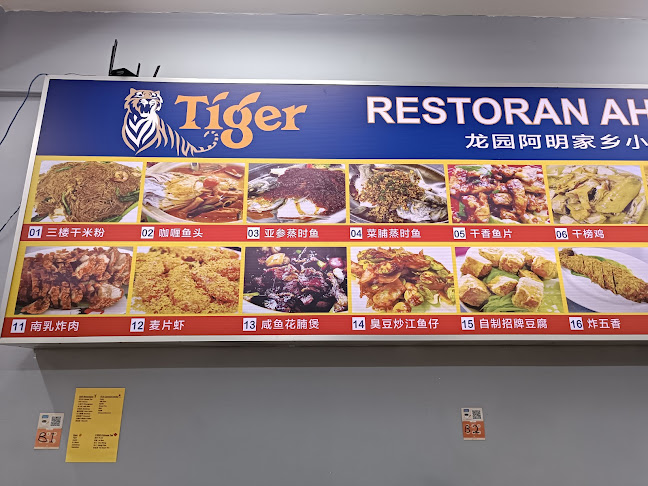 Tiger
RESTORAN AH
龙园阿明家乡小
01 三楼干米粉
02 咖喱鱼头
03 亚参蒸时鱼
04 菜脯蒸时鱼
05 干香鱼片
06 干榜鸡
11 南乳炸肉
12 麦片虾
13 咸鱼花腩煲
14 臭豆炒江鱼仔
15 自制招牌豆腐
16 炸五香